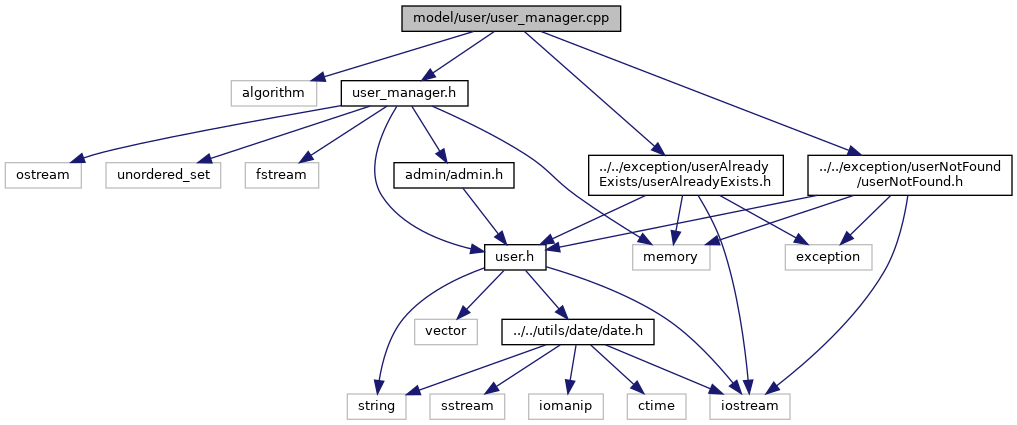 model/user/user_manager.cpp
algorithm
user_manager.h
ostream
unordered_set
fstream
admin/admin.h
../../exception/userAlready
Exists/userAlreadyExists.h
../../exception/userNotFound
/userNotFound.h
user.h
memory
exception
vector
../../utils/date/date.h
string
sstream
iomanip
ctime
iostream